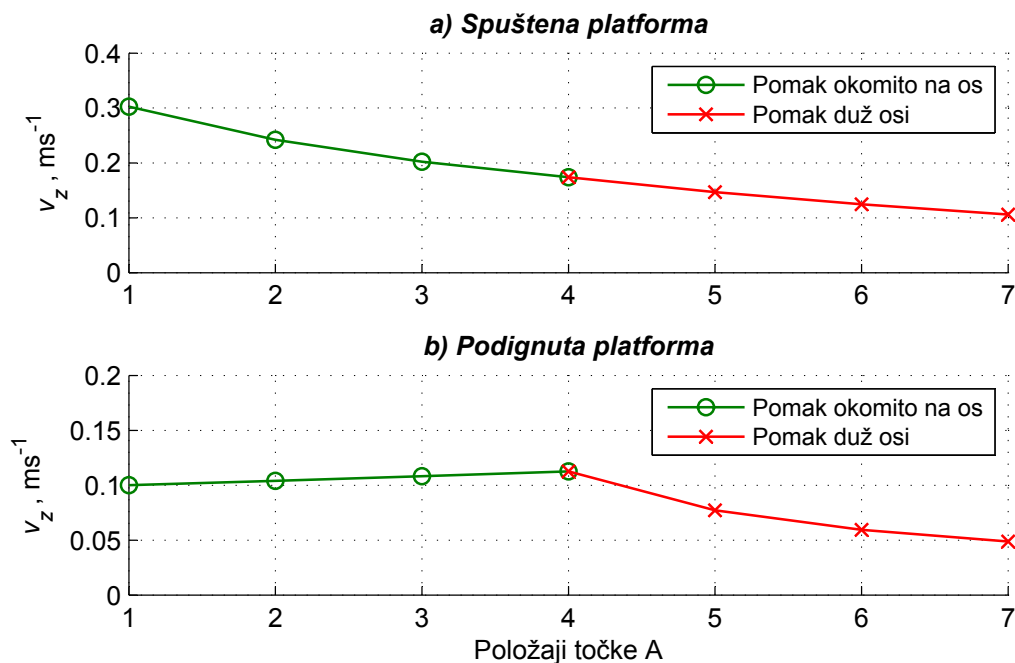 a) Spuštena platforma
v_z , ms⁻¹
0.4
0.3
0.2
0.1
0
1 2 3 4 5 6 7
Pomak okomito na os
Pomak duž osi
b) Podignuta platforma
v_z , ms⁻¹
0.2
0.15
0.1
0.05
0
1 2 3 4 5 6 7
Pomak okomito na os
Pomak duž osi
Položaji točke A